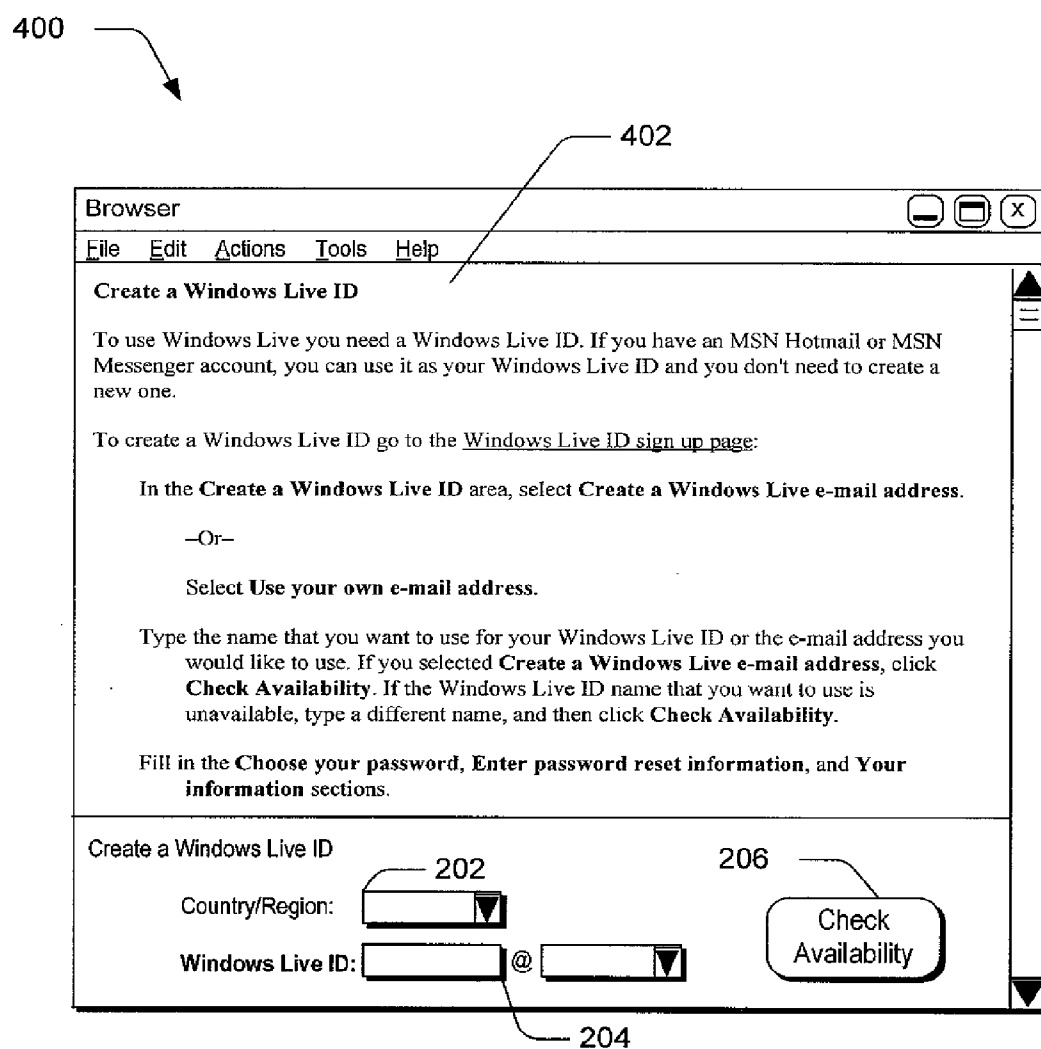 400
402
Browser X
File Edit Actions Tools Help
Create a Windows Live ID
To use Windows Live you need a Windows Live ID. If you have an MSN Hotmail or MSN
Messenger account, you can use it as your Windows Live ID and you don't need to create a
new one.
To create a Windows Live ID go to the Windows Live ID sign up page:
In the Create a Windows Live ID area, select Create a Windows Live e-mail address.
–Or–
Select Use your own e-mail address.
Type the name that you want to use for your Windows Live ID or the e-mail address you
would like to use. If you selected Create a Windows Live e-mail address, click
Check Availability. If the Windows Live ID name that you want to use is
unavailable, type a different name, and then click Check Availability.
Fill in the Choose your password, Enter password reset information, and Your
information sections.
Create a Windows Live ID
202
206
Country/Region:
Check
Availability
Windows Live ID: @
204